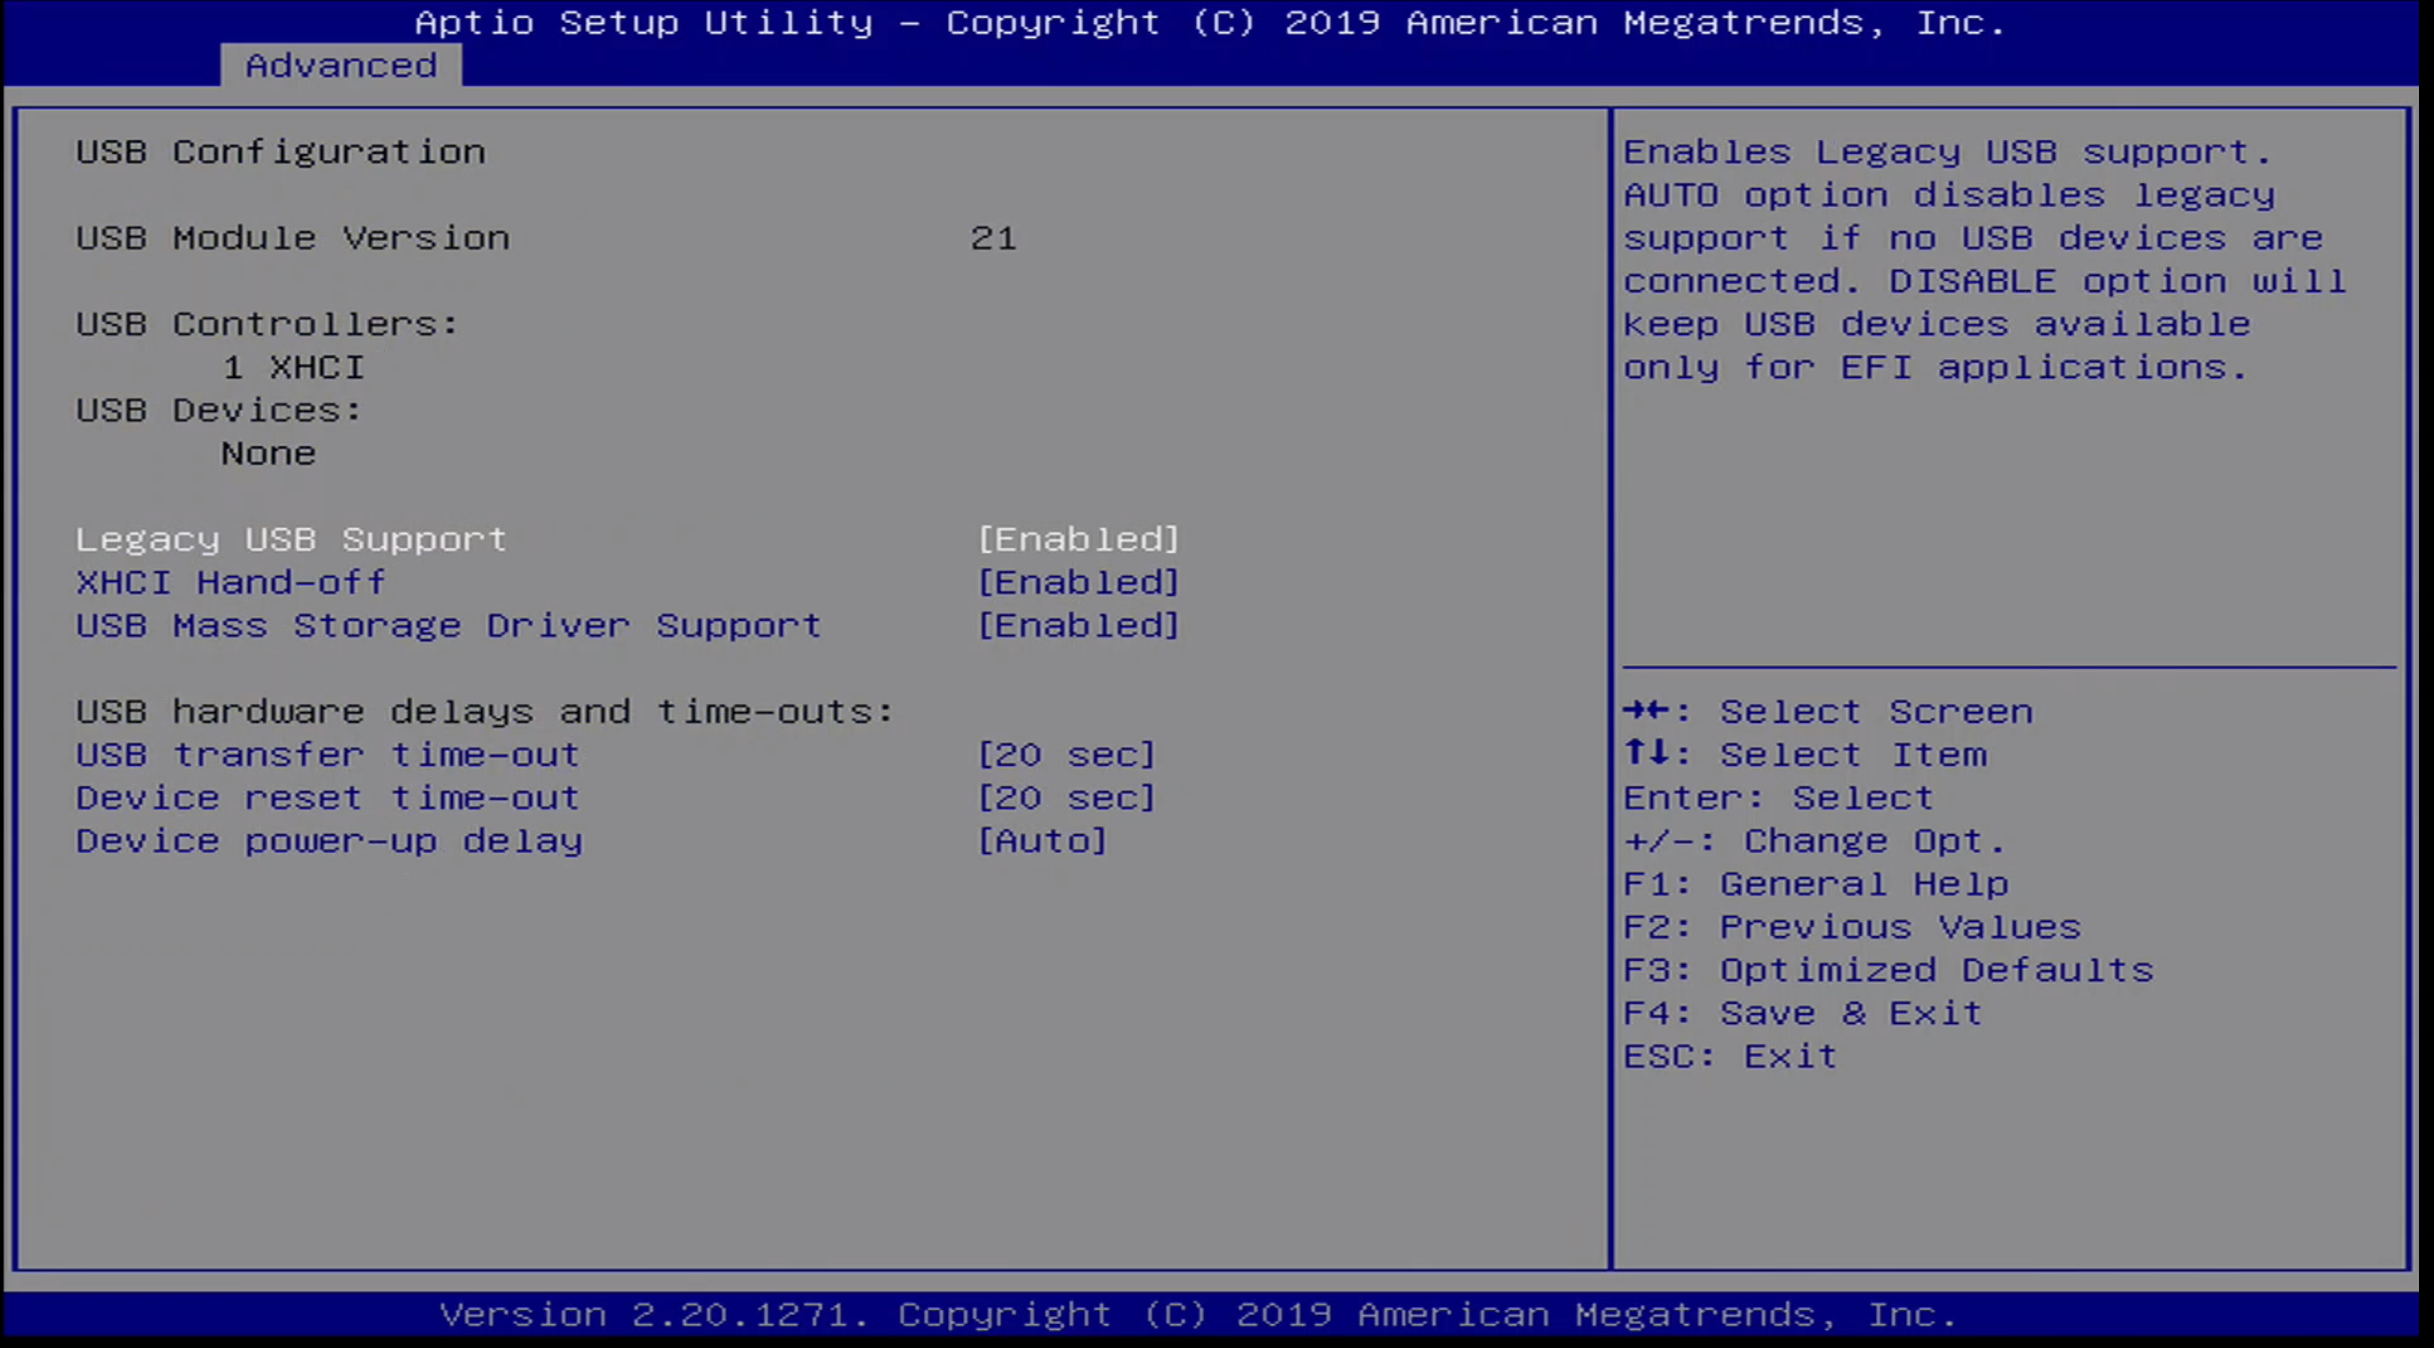 Aptio Setup Utility - Copyright (C) 2019 American Megatrends, Inc.
Advanced
USB Configuration
USB Module Version 21
USB Controllers:
1 XHCI
USB Devices:
None
Legacy USB Support [Enabled]
XHCI Hand-off [Enabled]
USB Mass Storage Driver Support [Enabled]
USB hardware delays and time-outs:
USB transfer time-out [20 sec]
Device reset time-out [20 sec]
Device power-up delay [Auto]
Enables Legacy USB support.
AUTO option disables legacy
support if no USB devices are
connected. DISABLE option will
keep USB devices available
only for EFI applications.
→←: Select Screen
↑↓: Select Item
Enter: Select
+/-: Change Opt.
F1: General Help
F2: Previous Values
F3: Optimized Defaults
F4: Save & Exit
ESC: Exit
Version 2.20.1271. Copyright (C) 2019 American Megatrends, Inc.